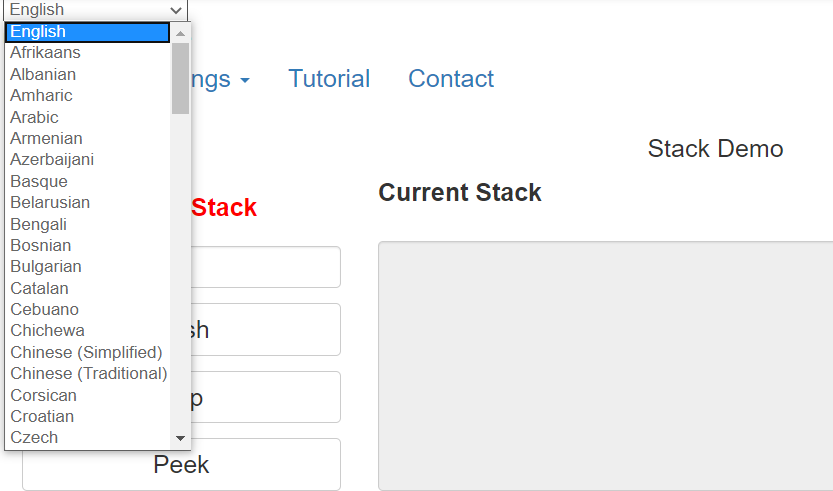 English
English
Afrikaans
Albanian
Amharic
Arabic
Armenian
Azerbaijani
Basque
Belarusian
Bengali
Bosnian
Bulgarian
Catalan
Cebuano
Chichewa
Chinese (Simplified)
Chinese (Traditional)
Corsican
Croatian
Czech
ngs Tutorial Contact
Stack Demo
Stack
Current Stack
sh
p
Peek